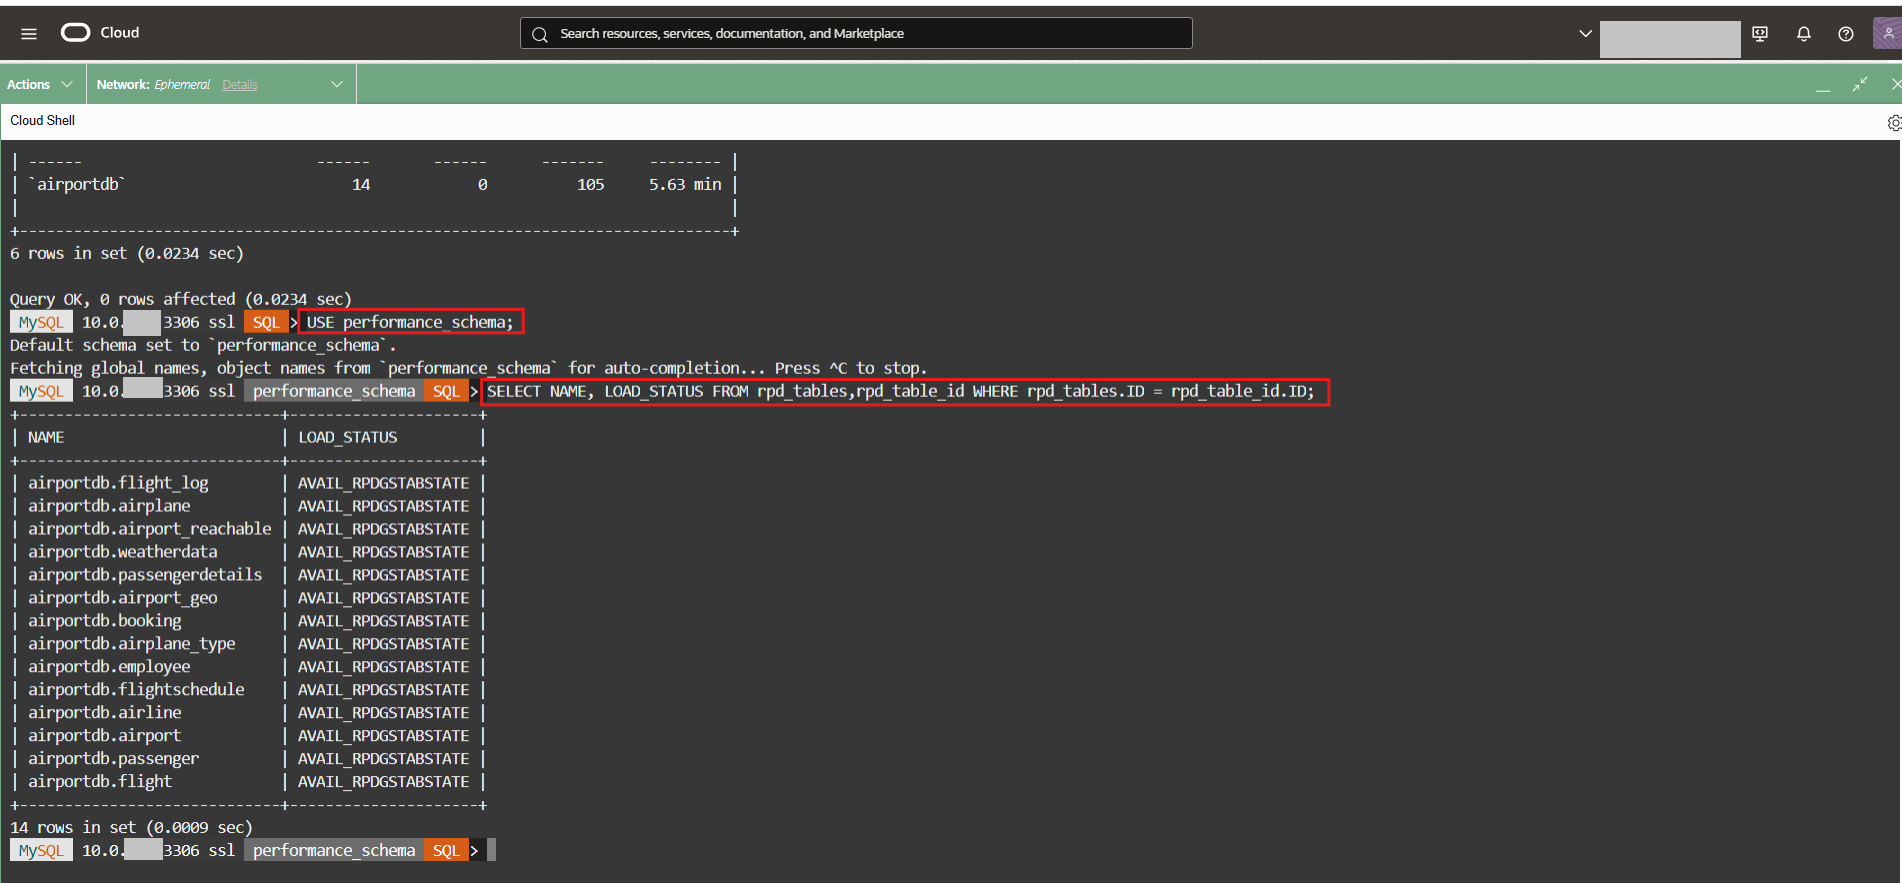 Cloud
Search resources, services, documentation, and Marketplace
Actions
Network: Ephemeral Details
Cloud Shell
| ------ ------ ------ ------- -------- |
| `airportdb` 14 0 105 5.63 min |
| |
+-------------------------------------------------------------------------------+
6 rows in set (0.0234 sec)
Query OK, 0 rows affected (0.0234 sec)
MySQL 10.0. 3306 ssl SQL > USE performance_schema;
Default schema set to `performance_schema`.
Fetching global names, object names from `performance_schema` for auto-completion... Press ^C to stop.
MySQL 10.0. 3306 ssl performance_schema SQL > SELECT NAME, LOAD_STATUS FROM rpd_tables,rpd_table_id WHERE rpd_tables.ID = rpd_table_id.ID;
+-----------------------------+---------------------+
| NAME | LOAD_STATUS |
+-----------------------------+---------------------+
| airportdb.flight_log | AVAIL_RPDGSTABSTATE |
| airportdb.airplane | AVAIL_RPDGSTABSTATE |
| airportdb.airport_reachable | AVAIL_RPDGSTABSTATE |
| airportdb.weatherdata | AVAIL_RPDGSTABSTATE |
| airportdb.passengerdetails | AVAIL_RPDGSTABSTATE |
| airportdb.airport_geo | AVAIL_RPDGSTABSTATE |
| airportdb.booking | AVAIL_RPDGSTABSTATE |
| airportdb.airplane_type | AVAIL_RPDGSTABSTATE |
| airportdb.employee | AVAIL_RPDGSTABSTATE |
| airportdb.flightschedule | AVAIL_RPDGSTABSTATE |
| airportdb.airline | AVAIL_RPDGSTABSTATE |
| airportdb.airport | AVAIL_RPDGSTABSTATE |
| airportdb.passenger | AVAIL_RPDGSTABSTATE |
| airportdb.flight | AVAIL_RPDGSTABSTATE |
+-----------------------------+---------------------+
14 rows in set (0.0009 sec)
MySQL 10.0. 3306 ssl performance_schema SQL >